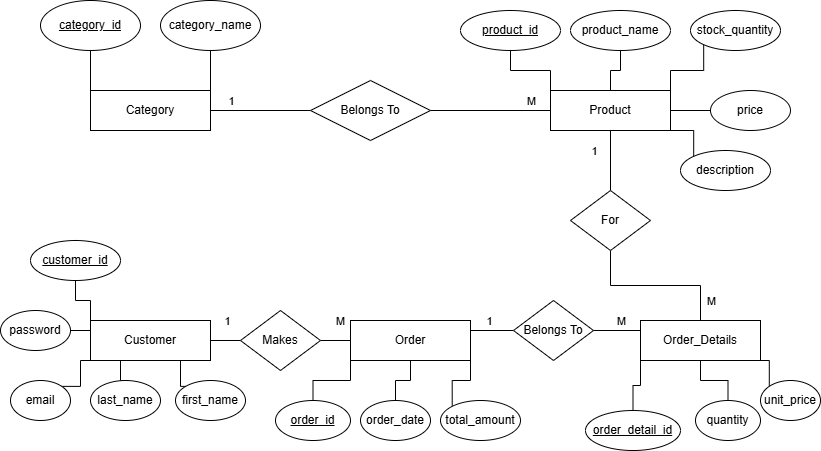 category_id
category_name
product_id
product_name
stock_quantity
Category
1
Belongs To
M
Product
price
1
description
For
customer_id
M
password
Customer
1
Makes
M
Order
1
Belongs To
M
Order_Details
email
last_name
first_name
order_id
order_date
total_amount
order_detail_id
quantity
unit_price